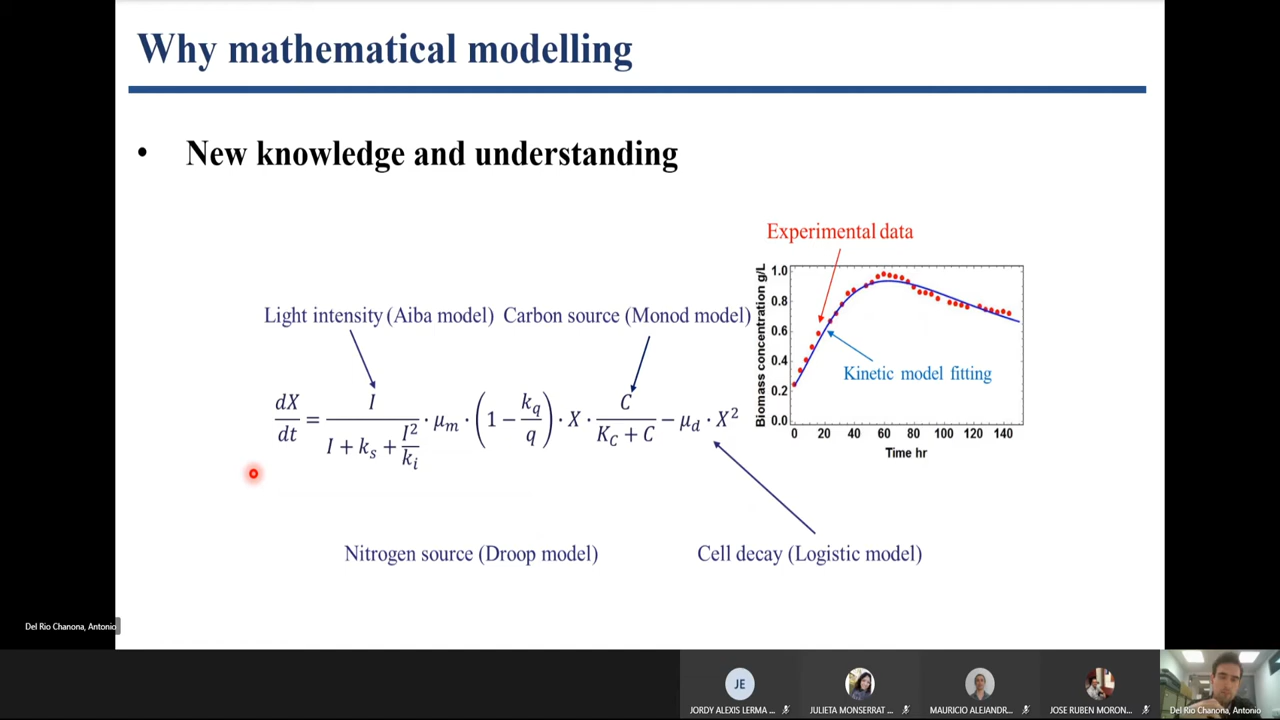 Why mathematical modelling
• New knowledge and understanding
Experimental data
Light intensity (Aiba model) Carbon source (Monod model)
dX/dt = I/(I + k_s + I²/k_i) · μ_m · (1 − k_q/q) · X · C/(K_C + C) − μ_d · X²
Biomass concentration g/L
1.0
0.8
0.6
0.4
0.2
0.0
Kinetic model fitting
0 20 40 60 80 100 120 140
Time hr
Nitrogen source (Droop model)
Cell decay (Logistic model)
Del Rio Chanona, Antonio
JE
JORDY ALEXIS LERMA ...
JULIETA MONSERRAT ...
MAURICIO ALEJANDR...
JOSE RUBEN MORON...
Del Rio Chanona, Antonio